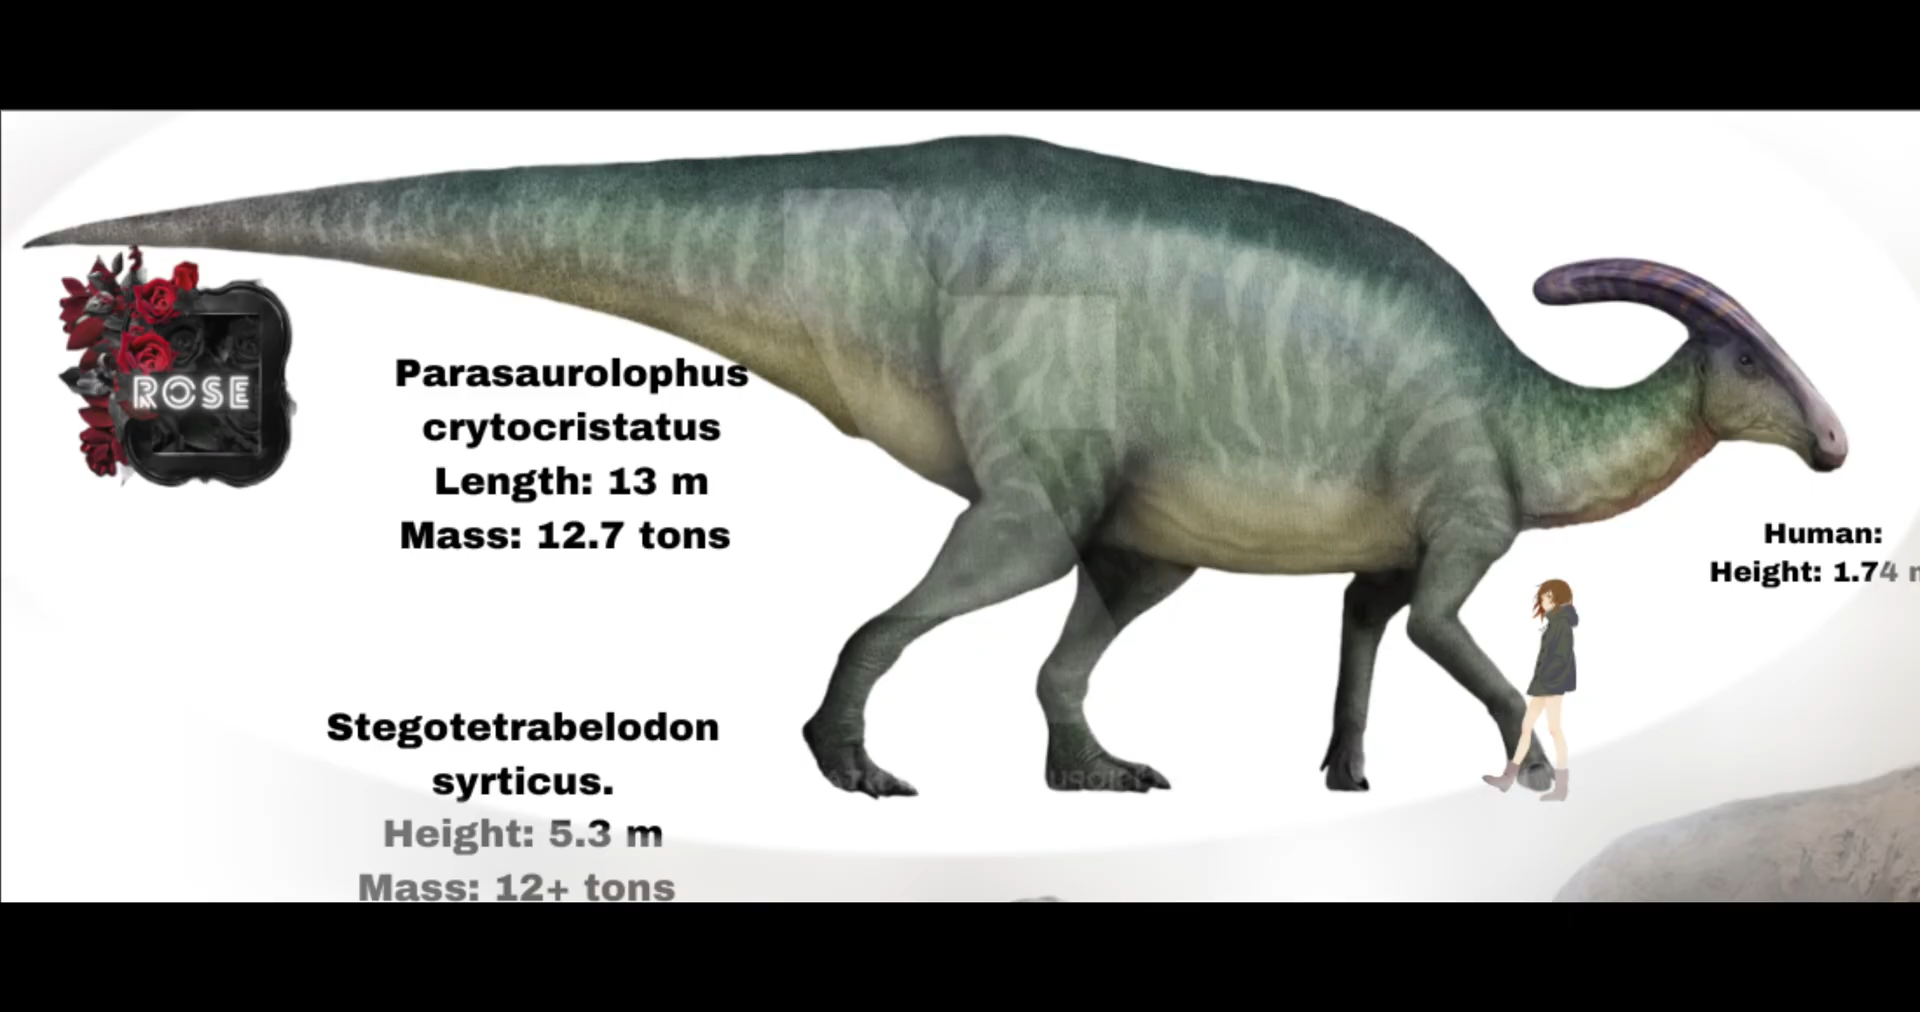 ROSE
Parasaurolophus
crytocristatus
Length: 13 m
Mass: 12.7 tons
Human:
Height: 1.74
Stegotetrabelodon
syrticus.
Height: 5.3 m
Mass: 12+ tons